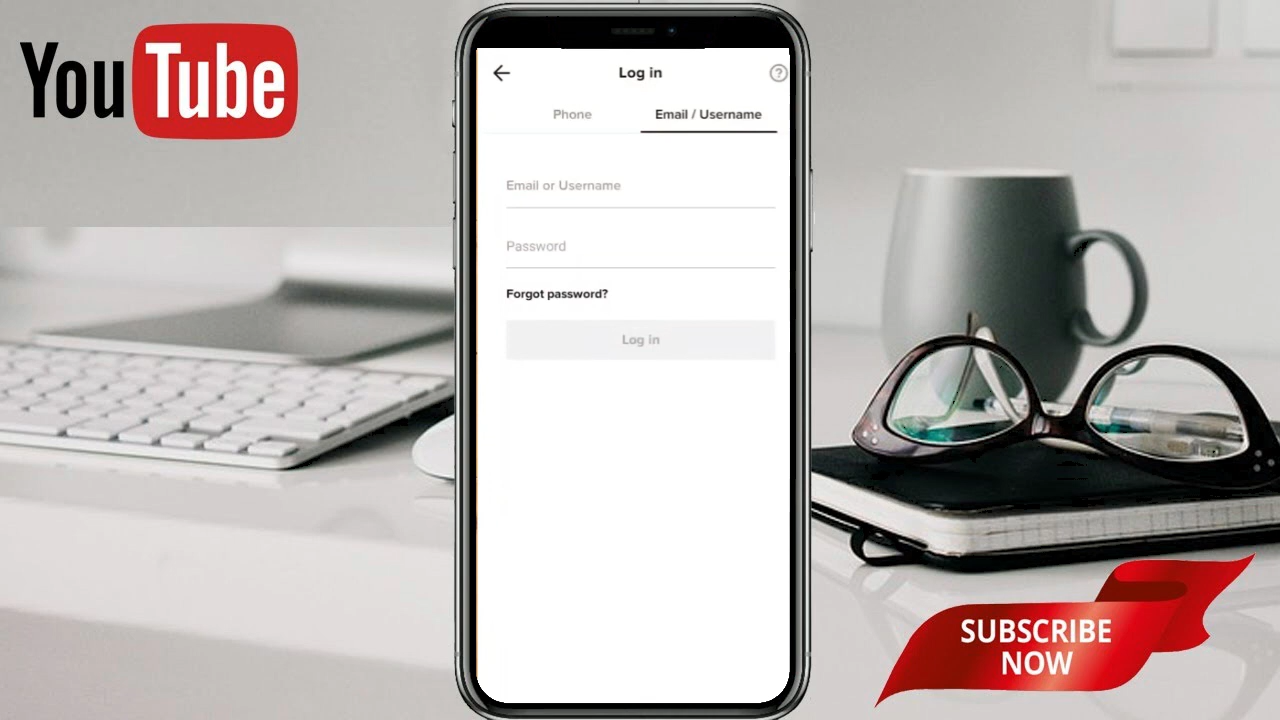 YouTube
Log in
?
Phone
Email / Username
Email or Username
Password
Forgot password?
Log in
SUBSCRIBE
NOW